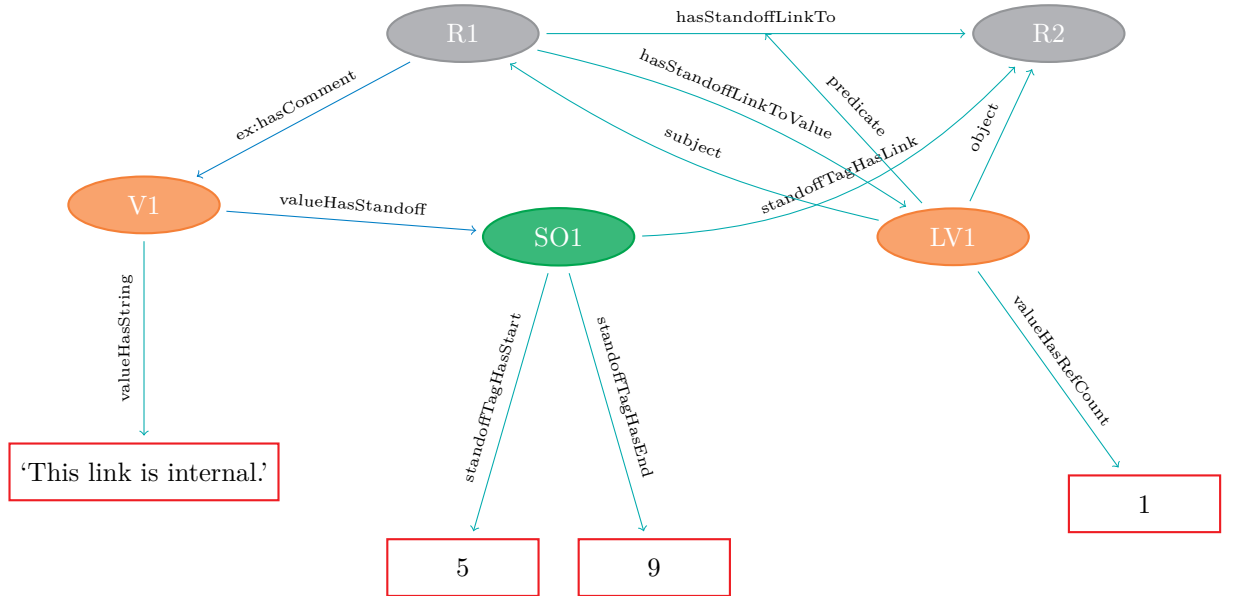 hasStandoffLinkTo
R1
R2
hasStandoffLinkToValue
ex:hasComment
predicate
subject
object
standoffTagHasLink
V1
valueHasStandoff
SO1
LV1
valueHasString
standoffTagHasStart
standoffTagHasEnd
valueHasRefCount
‘This link is internal.’
1
5
9